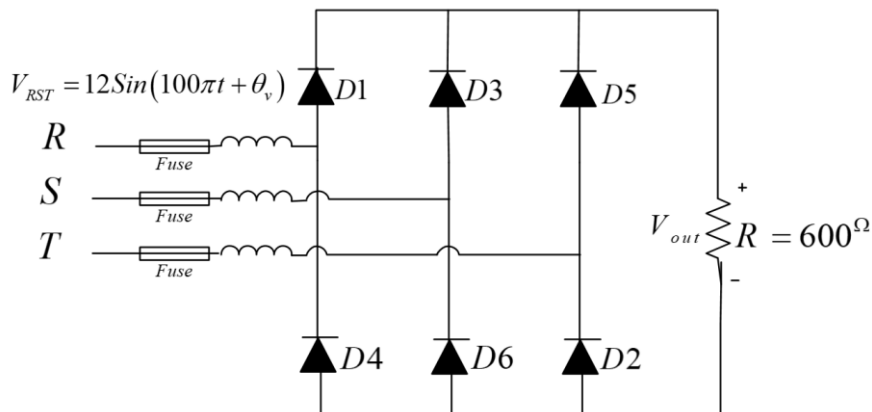 V_RST = 12Sin(100πt + θ_v)
D1
D3
D5
R
Fuse
S
Fuse
T
Fuse
+
V_out
R = 600^Ω
-
D4
D6
D2